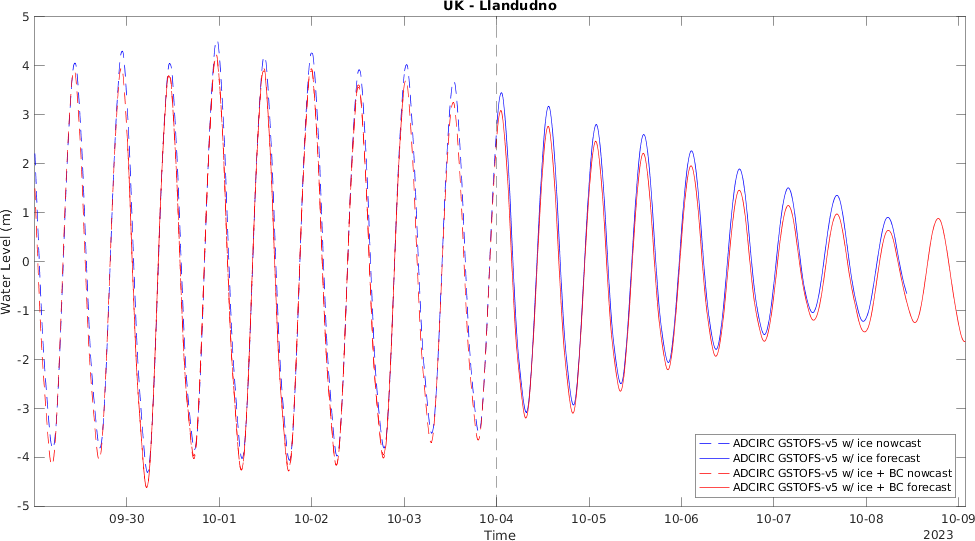 UK - Llandudno
Water Level (m)
5
4
3
2
1
0
-1
-2
-3
-4
-5
ADCIRC GSTOFS-v5 w/ ice nowcast
ADCIRC GSTOFS-v5 w/ ice forecast
ADCIRC GSTOFS-v5 w/ ice + BC nowcast
ADCIRC GSTOFS-v5 w/ ice + BC forecast
09-30 10-01 10-02 10-03 10-04 10-05 10-06 10-07 10-08 10-09
Time 2023